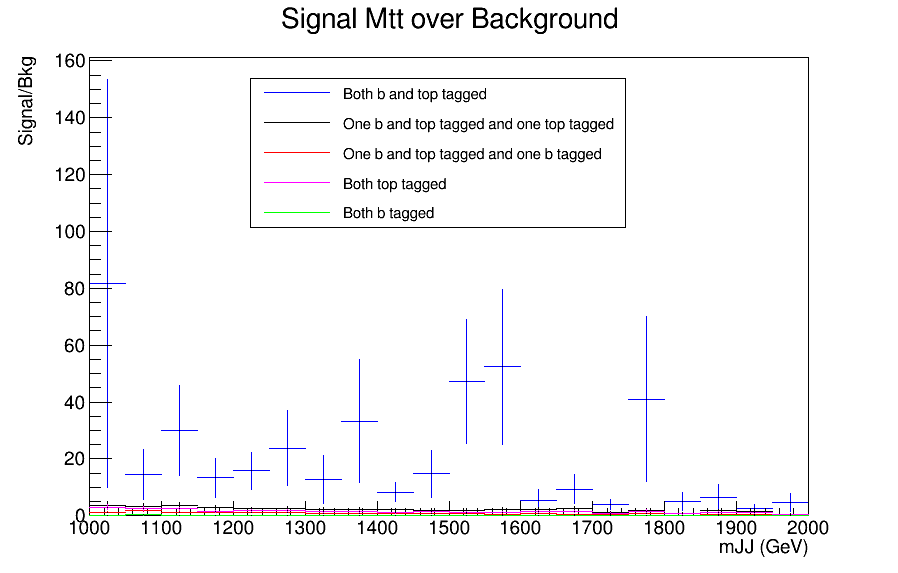 Signal Mtt over Background
Signal/Bkg
160
140
120
100
80
60
40
20
0
Both b and top tagged
One b and top tagged and one top tagged
One b and top tagged and one b tagged
Both top tagged
Both b tagged
1000 1100 1200 1300 1400 1500 1600 1700 1800 1900 2000
mJJ (GeV)